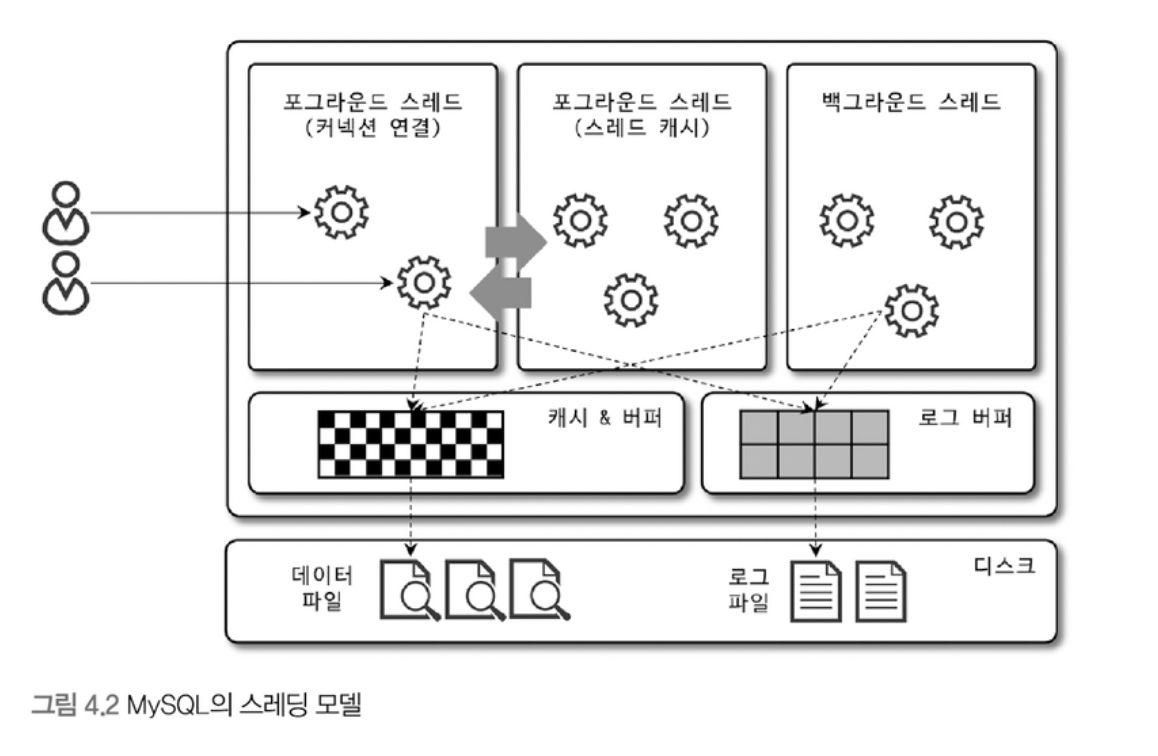 포그라운드 스레드
(커넥션 연결)
포그라운드 스레드
(스레드 캐시)
백그라운드 스레드
캐시 & 버퍼
로그 버퍼
디스크
데이터
파일
로그
파일
그림 4.2 MySQL의 스레딩 모델